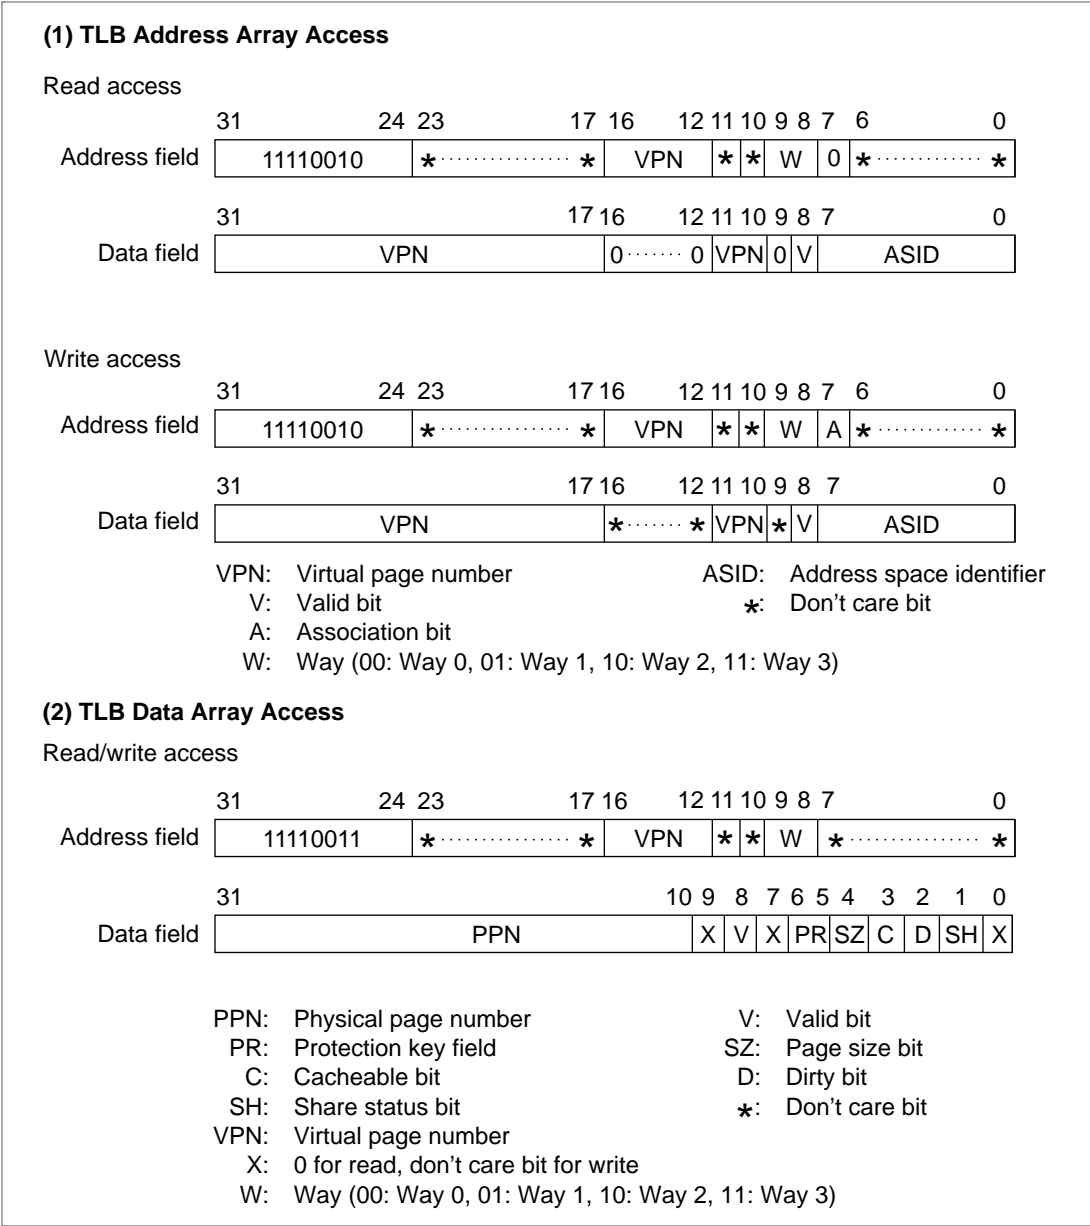 (1) TLB Address Array Access
Read access
31 24 23 17 16 12 11 10 9 8 7 6 0
Address field 11110010 *················* VPN * * W 0 *·············*
31 17 16 12 11 10 9 8 7 0
Data field VPN 0·······0 VPN 0 V ASID
Write access
31 24 23 17 16 12 11 10 9 8 7 6 0
Address field 11110010 *················* VPN * * W A *·············*
31 17 16 12 11 10 9 8 7 0
Data field VPN *·······* VPN * V ASID
VPN: Virtual page number ASID: Address space identifier
V: Valid bit *: Don't care bit
A: Association bit
W: Way (00: Way 0, 01: Way 1, 10: Way 2, 11: Way 3)
(2) TLB Data Array Access
Read/write access
31 24 23 17 16 12 11 10 9 8 7 0
Address field 11110011 *················* VPN * * W *················*
31 10 9 8 7 6 5 4 3 2 1 0
Data field PPN X V X PR SZ C D SH X
PPN: Physical page number V: Valid bit
PR: Protection key field SZ: Page size bit
C: Cacheable bit D: Dirty bit
SH: Share status bit *: Don't care bit
VPN: Virtual page number
X: 0 for read, don't care bit for write
W: Way (00: Way 0, 01: Way 1, 10: Way 2, 11: Way 3)